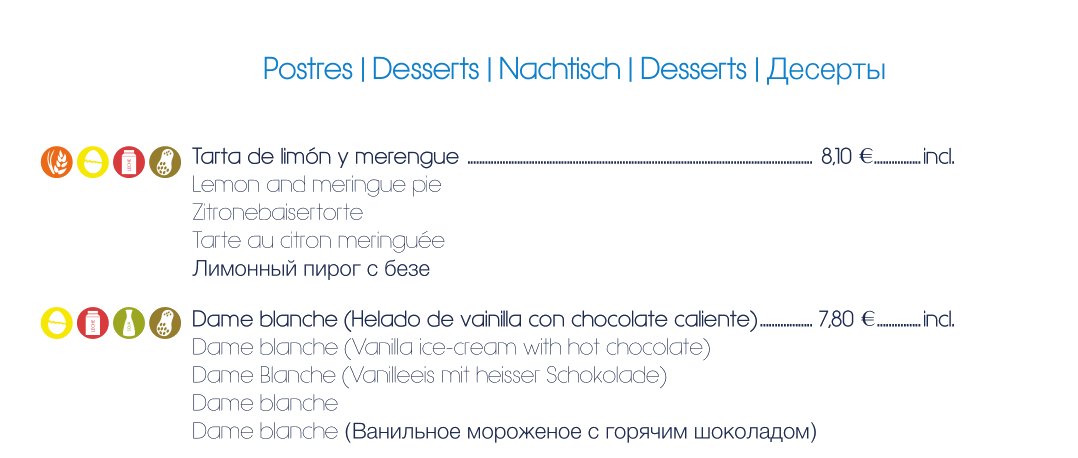 Postres | Desserts | Nachtisch | Desserts | Десерты
Tarta de limón y merengue ........................................ 8,10 €................incl.
Lemon and meringue pie
Zitronebaisertorte
Tarte au citron meringuée
Лимонный пирог с безе
Dame blanche (Helado de vainilla con chocolate caliente).................. 7,80 €...............incl.
Dame blanche (Vanilla ice-cream with hot chocolate)
Dame Blanche (Vanilleeis mit heisser Schokolade)
Dame blanche
Dame blanche (Ванильное мороженое с горячим шоколадом)